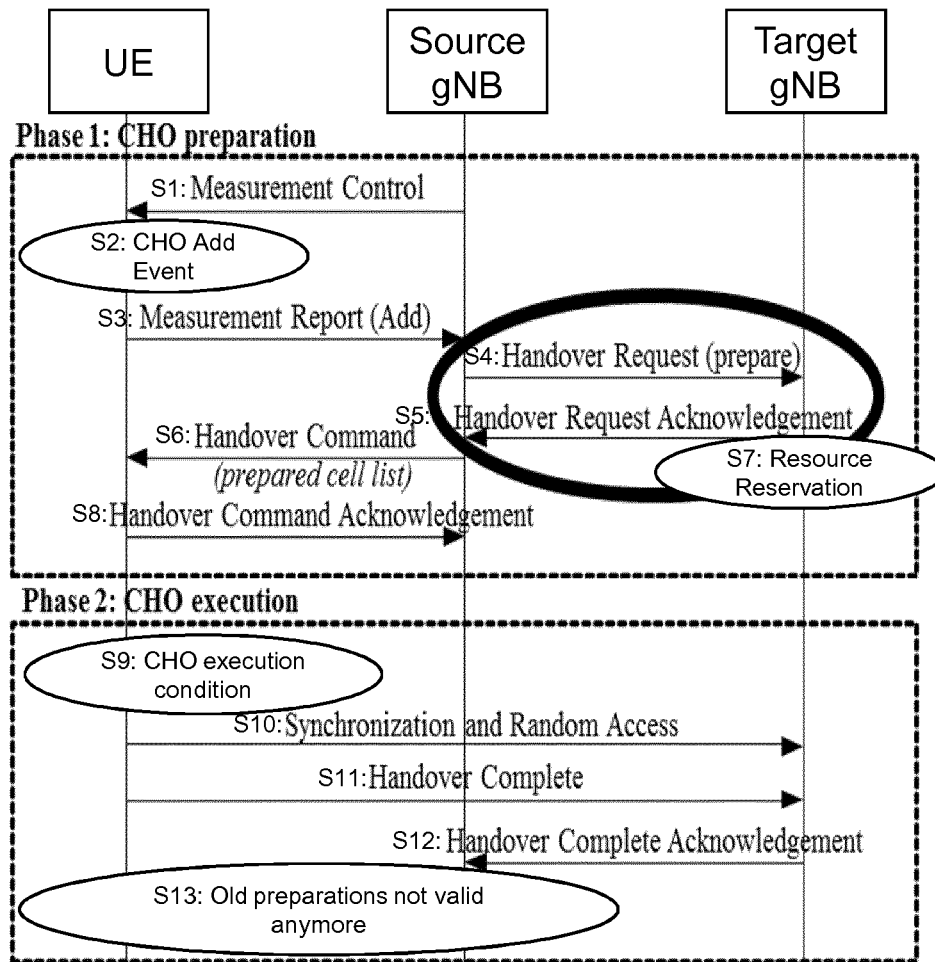 UE
Source
gNB
Target
gNB
Phase 1: CHO preparation
S1: Measurement Control
S2: CHO Add
Event
S3: Measurement Report (Add)
S4: Handover Request (prepare)
S5: Handover Request Acknowledgement
S6: Handover Command
(prepared cell list)
S7: Resource
Reservation
S8: Handover Command Acknowledgement
Phase 2: CHO execution
S9: CHO execution
condition
S10: Synchronization and Random Access
S11: Handover Complete
S12: Handover Complete Acknowledgement
S13: Old preparations not valid
anymore